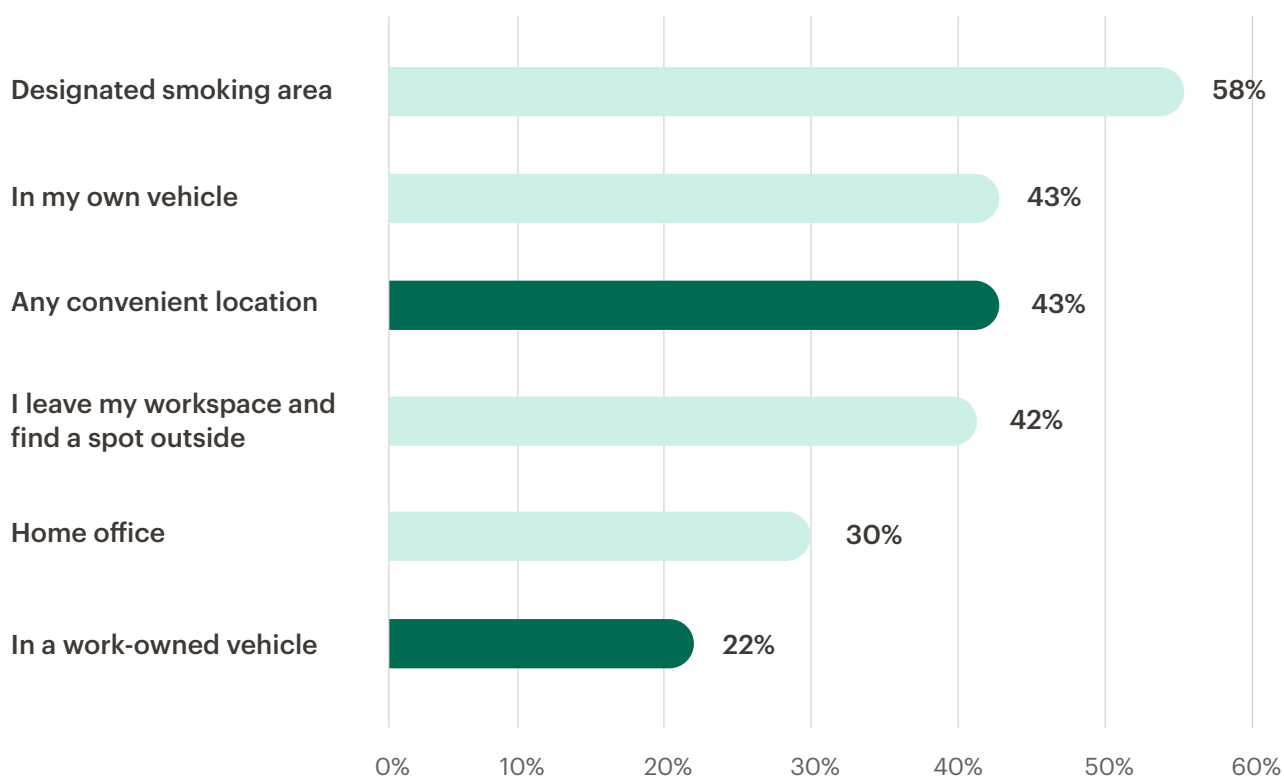 Designated smoking area 58%
In my own vehicle 43%
Any convenient location 43%
I leave my workspace and
find a spot outside 42%
Home office 30%
In a work-owned vehicle 22%
0% 10% 20% 30% 40% 50% 60%